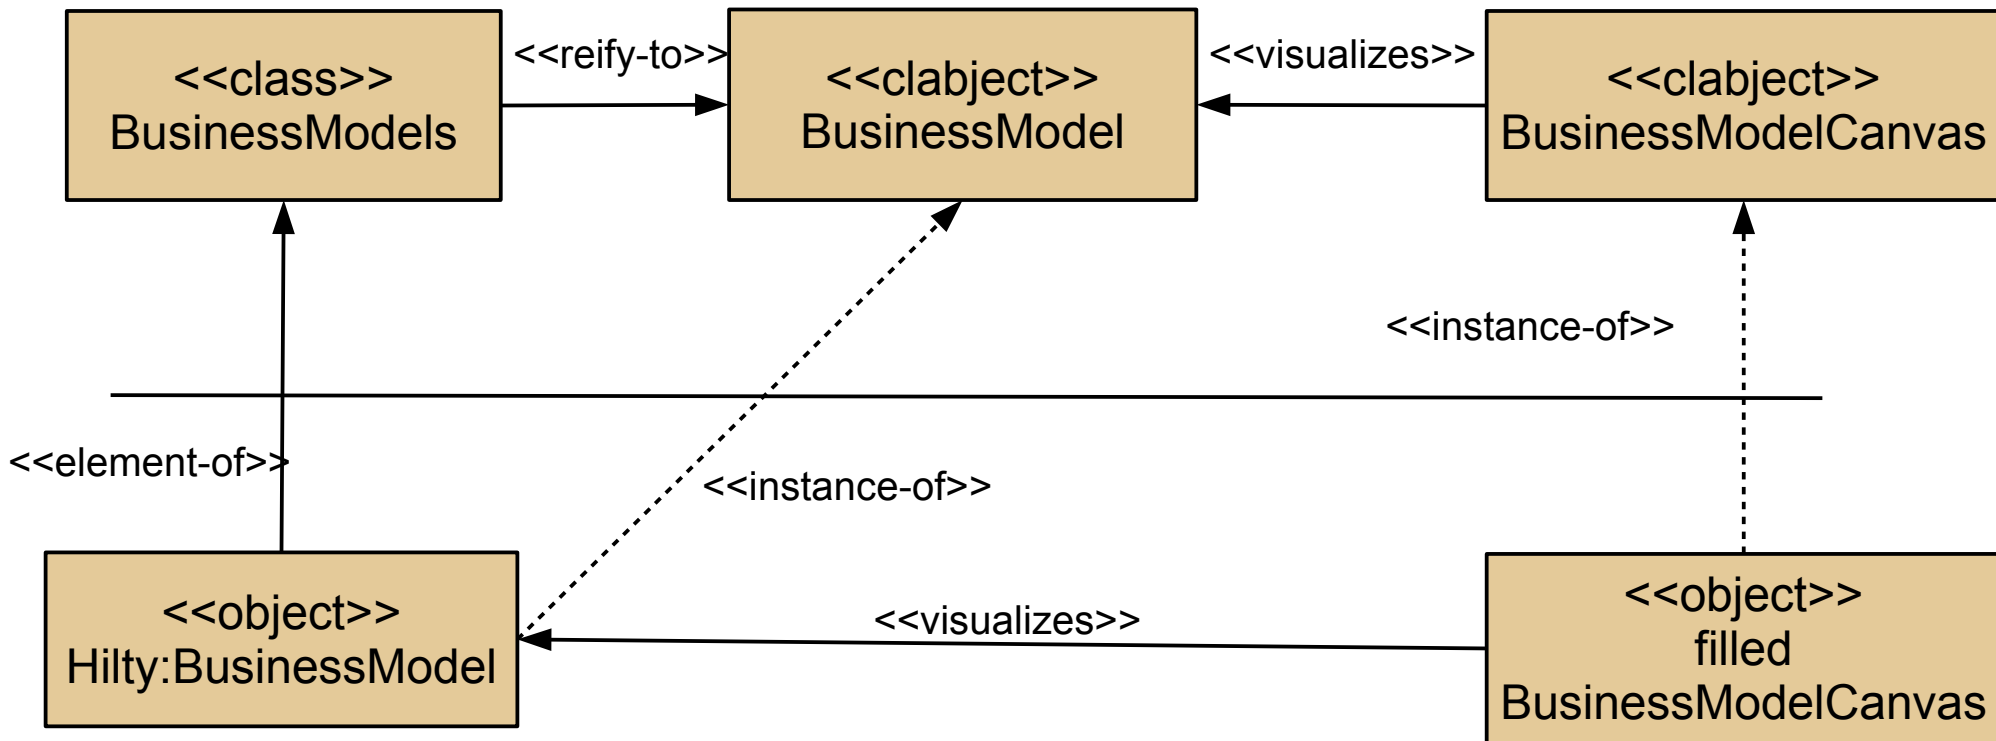 <<class>>
BusinessModels
<<reify-to>>
<<clabject>>
BusinessModel
<<visualizes>>
<<clabject>>
BusinessModelCanvas
<<instance-of>>
<<element-of>>
<<instance-of>>
<<object>>
Hilty:BusinessModel
<<visualizes>>
<<object>>
filled
BusinessModelCanvas